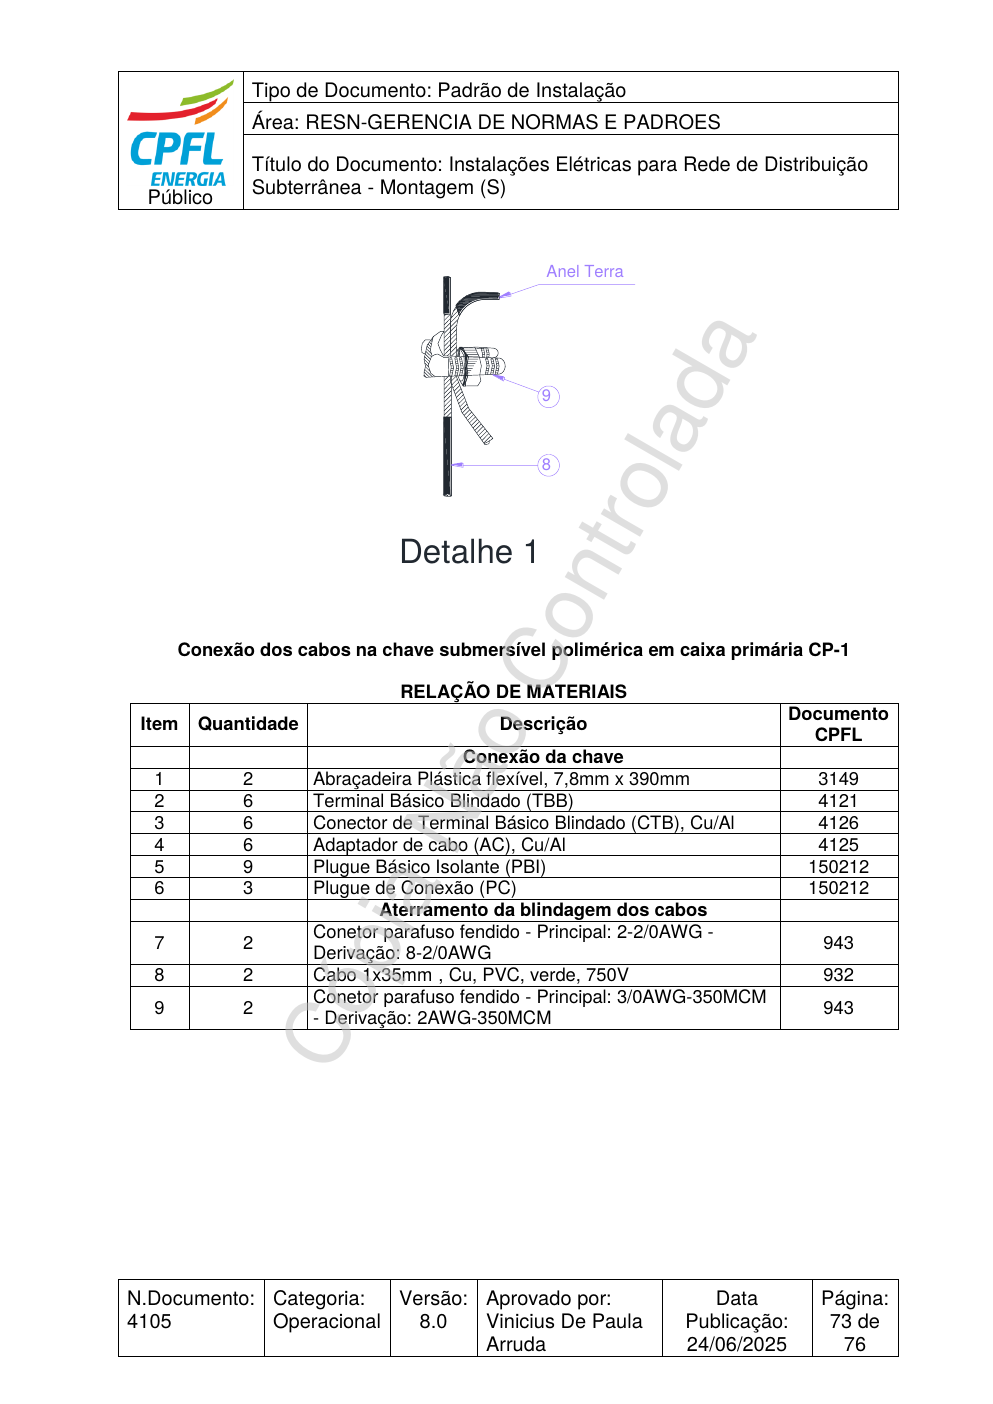 Tipo de Documento: Padrão de Instalação
Área: RESN-GERENCIA DE NORMAS E PADROES
Título do Documento: Instalações Elétricas para Rede de Distribuição
Subterrânea - Montagem (S)
CPFL
ENERGIA
Público
Anel Terra
9
8
Detalhe 1
Conexão dos cabos na chave submersível polimérica em caixa primária CP-1
RELAÇÃO DE MATERIAIS
Item Quantidade Descrição Documento CPFL
Conexão da chave
1 2 Abraçadeira Plástica flexível, 7,8mm x 390mm 3149
2 6 Terminal Básico Blindado (TBB) 4121
3 6 Conector de Terminal Básico Blindado (CTB), Cu/Al 4126
4 6 Adaptador de cabo (AC), Cu/Al 4125
5 9 Plugue Básico Isolante (PBI) 150212
6 3 Plugue de Conexão (PC) 150212
Aterramento da blindagem dos cabos
7 2 Conetor parafuso fendido - Principal: 2-2/0AWG -
Derivação: 8-2/0AWG 943
8 2 Cabo 1x35mm , Cu, PVC, verde, 750V 932
9 2 Conetor parafuso fendido - Principal: 3/0AWG-350MCM
- Derivação: 2AWG-350MCM 943
Cópia Não Controlada
N.Documento: Categoria: Versão: Aprovado por: Data Página:
4105 Operacional 8.0 Vinicius De Paula Publicação: 73 de
Arruda 24/06/2025 76